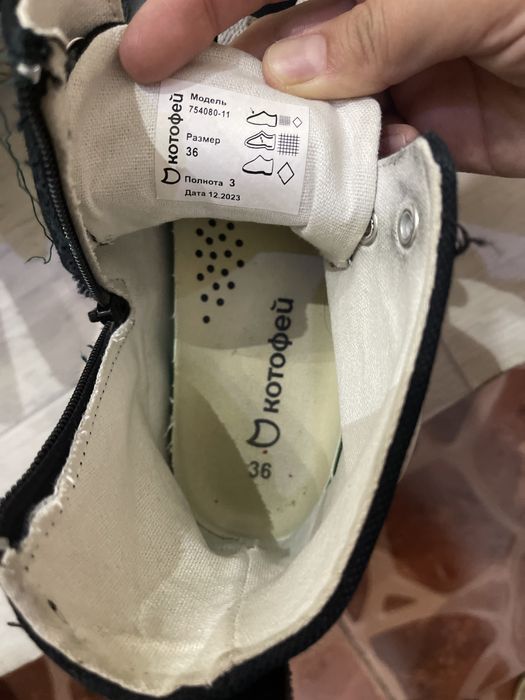 котофей
Модель
754080-11
Размер
36
Полнота 3
Дата 12.2023
котофей
36